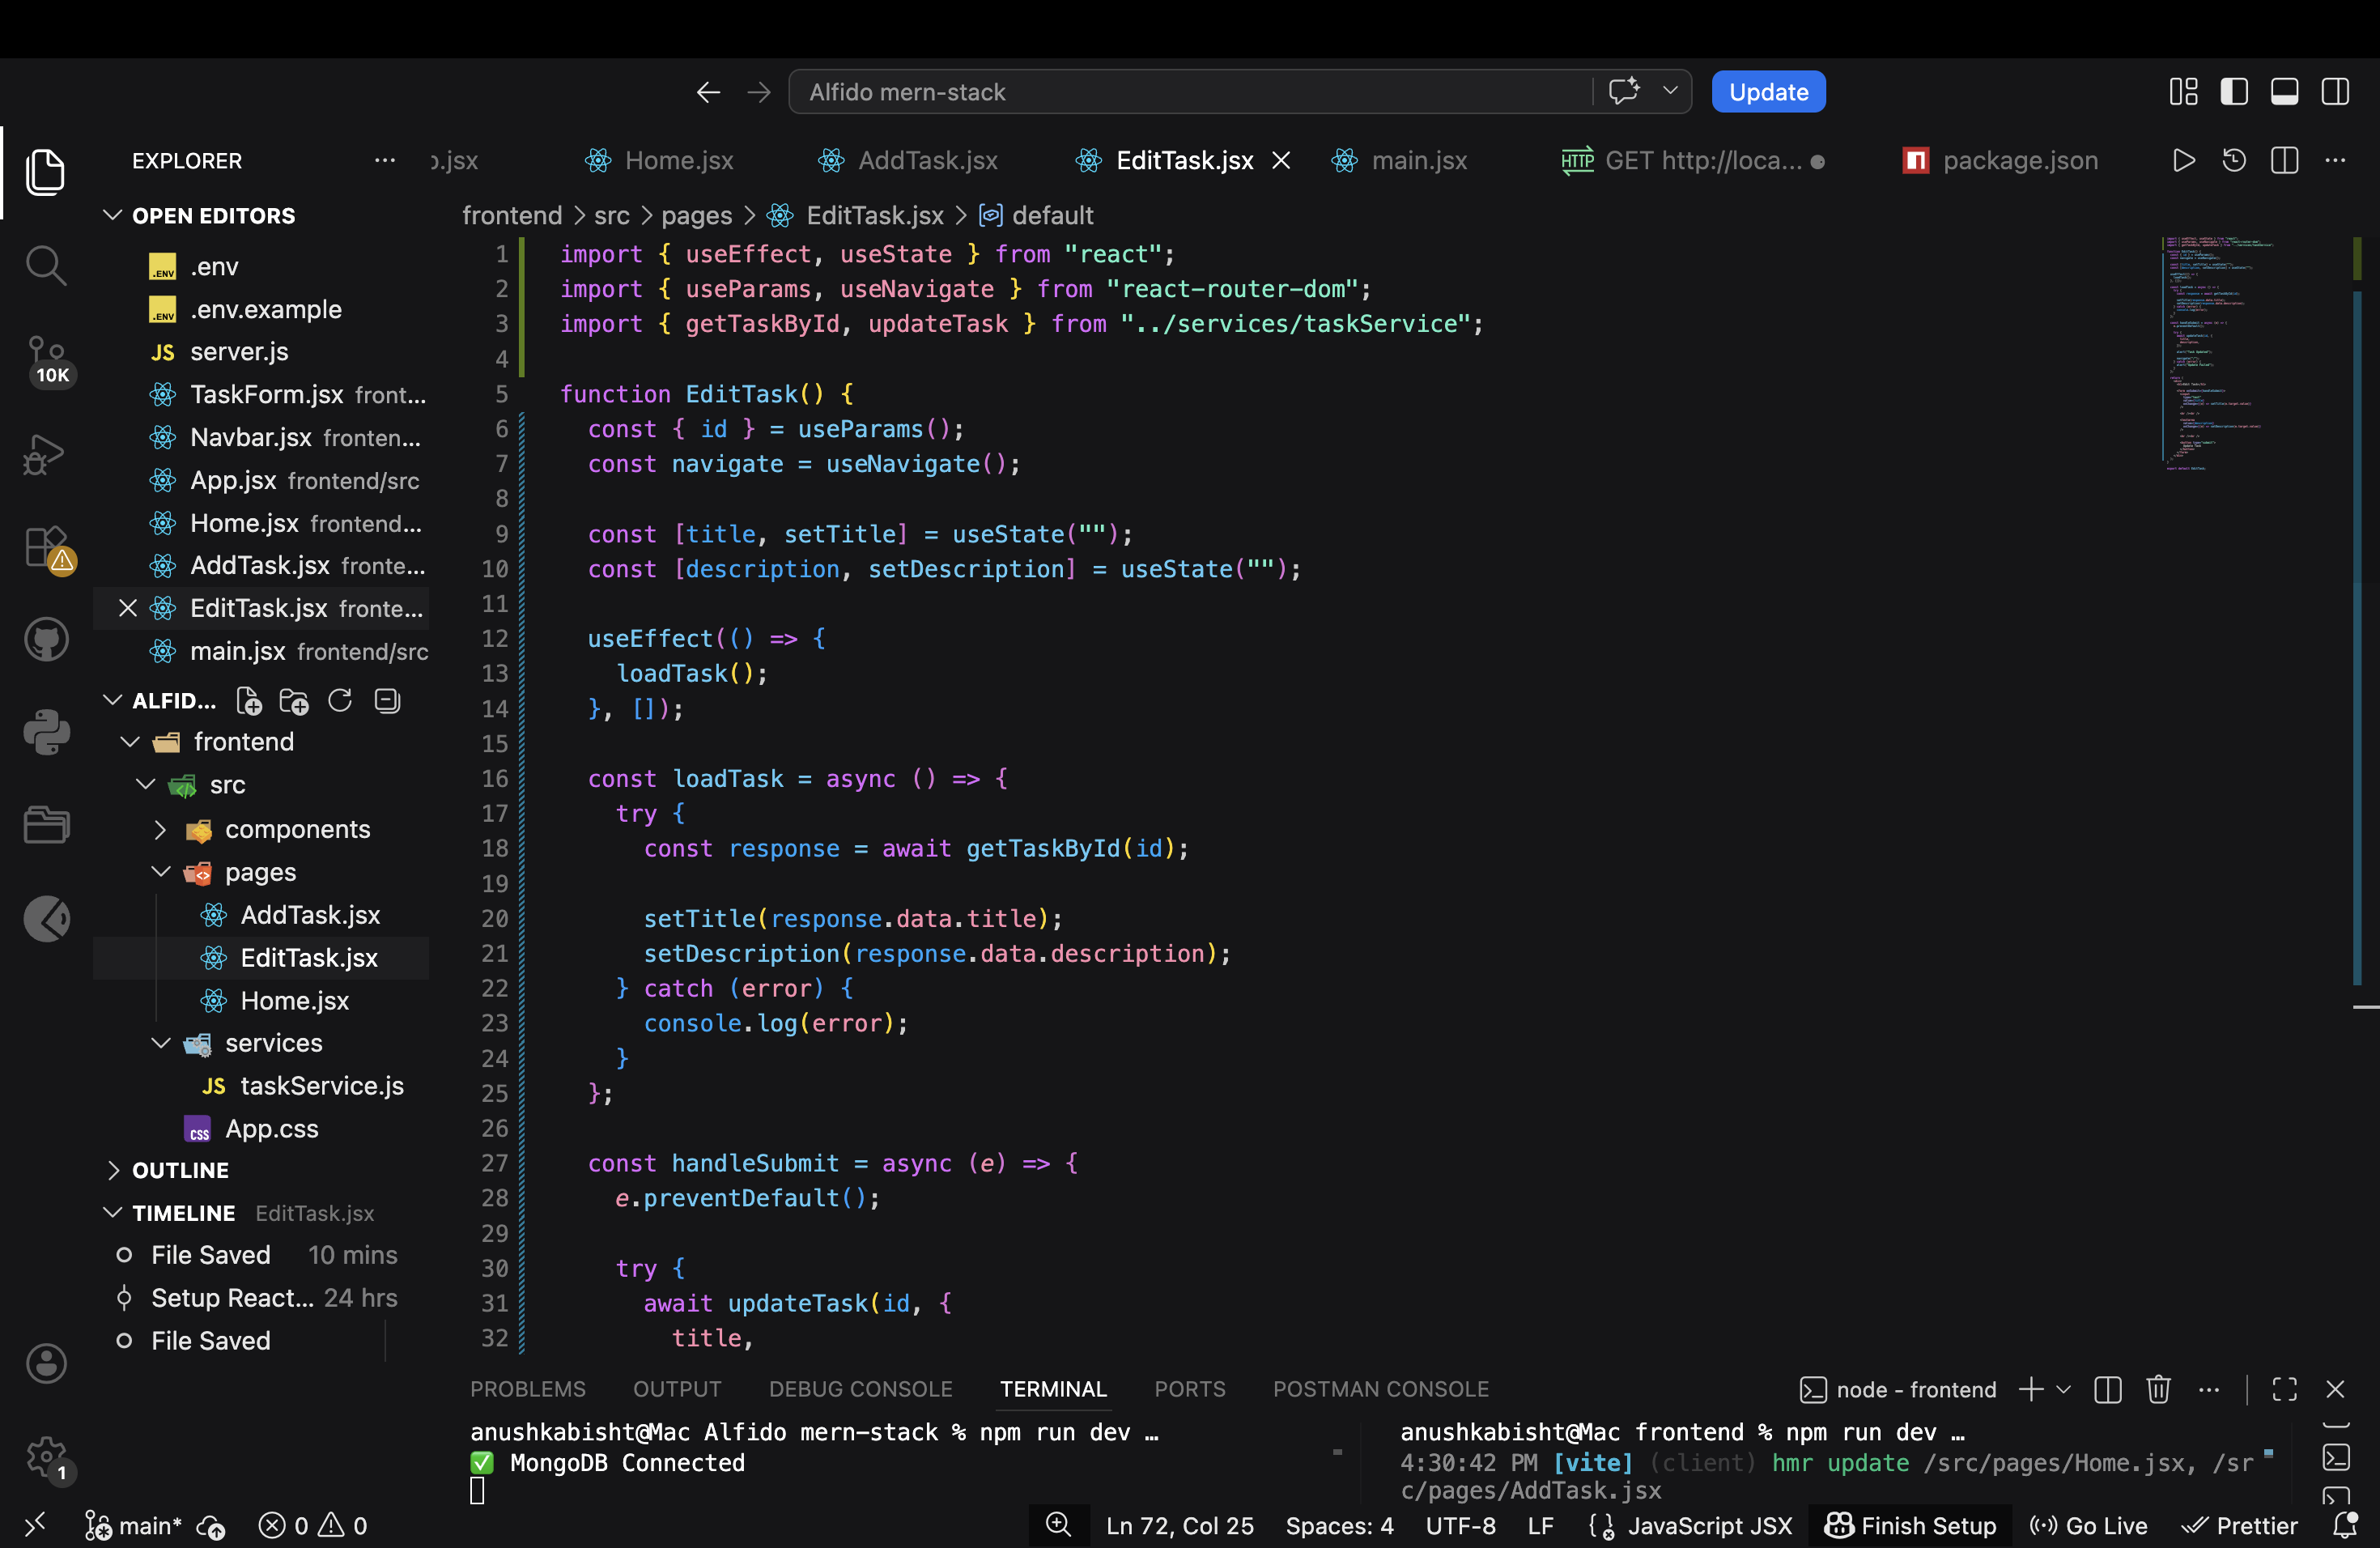 Alfido mern-stack
Update
EXPLORER
OPEN EDITORS
.env
.env.example
server.js
TaskForm.jsx front...
Navbar.jsx fronten...
App.jsx frontend/src
Home.jsx frontend...
AddTask.jsx fronte...
EditTask.jsx fronte...
main.jsx frontend/src
ALFID...
frontend
src
components
pages
AddTask.jsx
EditTask.jsx
Home.jsx
services
JS taskService.js
App.css
OUTLINE
TIMELINE EditTask.jsx
File Saved 10 mins
Setup React... 24 hrs
File Saved
10K
1
.jsx Home.jsx AddTask.jsx EditTask.jsx main.jsx HTTP GET http://loca... package.json
frontend > src > pages > EditTask.jsx > default
1 import { useEffect, useState } from "react";
2 import { useParams, useNavigate } from "react-router-dom";
3 import { getTaskById, updateTask } from "../services/taskService";
4
5 function EditTask() {
6 const { id } = useParams();
7 const navigate = useNavigate();
8
9 const [title, setTitle] = useState("");
10 const [description, setDescription] = useState("");
11
12 useEffect(() => {
13 loadTask();
14 }, []);
15
16 const loadTask = async () => {
17 try {
18 const response = await getTaskById(id);
19
20 setTitle(response.data.title);
21 setDescription(response.data.description);
22 } catch (error) {
23 console.log(error);
24 }
25 };
26
27 const handleSubmit = async (e) => {
28 e.preventDefault();
29
30 try {
31 await updateTask(id, {
32 title,
PROBLEMS OUTPUT DEBUG CONSOLE TERMINAL PORTS POSTMAN CONSOLE node - frontend
anushkabisht@Mac Alfido mern-stack % npm run dev …
✅ MongoDB Connected
anushkabisht@Mac frontend % npm run dev …
4:30:42 PM [vite] (client) hmr update /src/pages/Home.jsx, /sr
c/pages/AddTask.jsx
main* 0 0 Ln 72, Col 25 Spaces: 4 UTF-8 LF JavaScript JSX Finish Setup Go Live Prettier